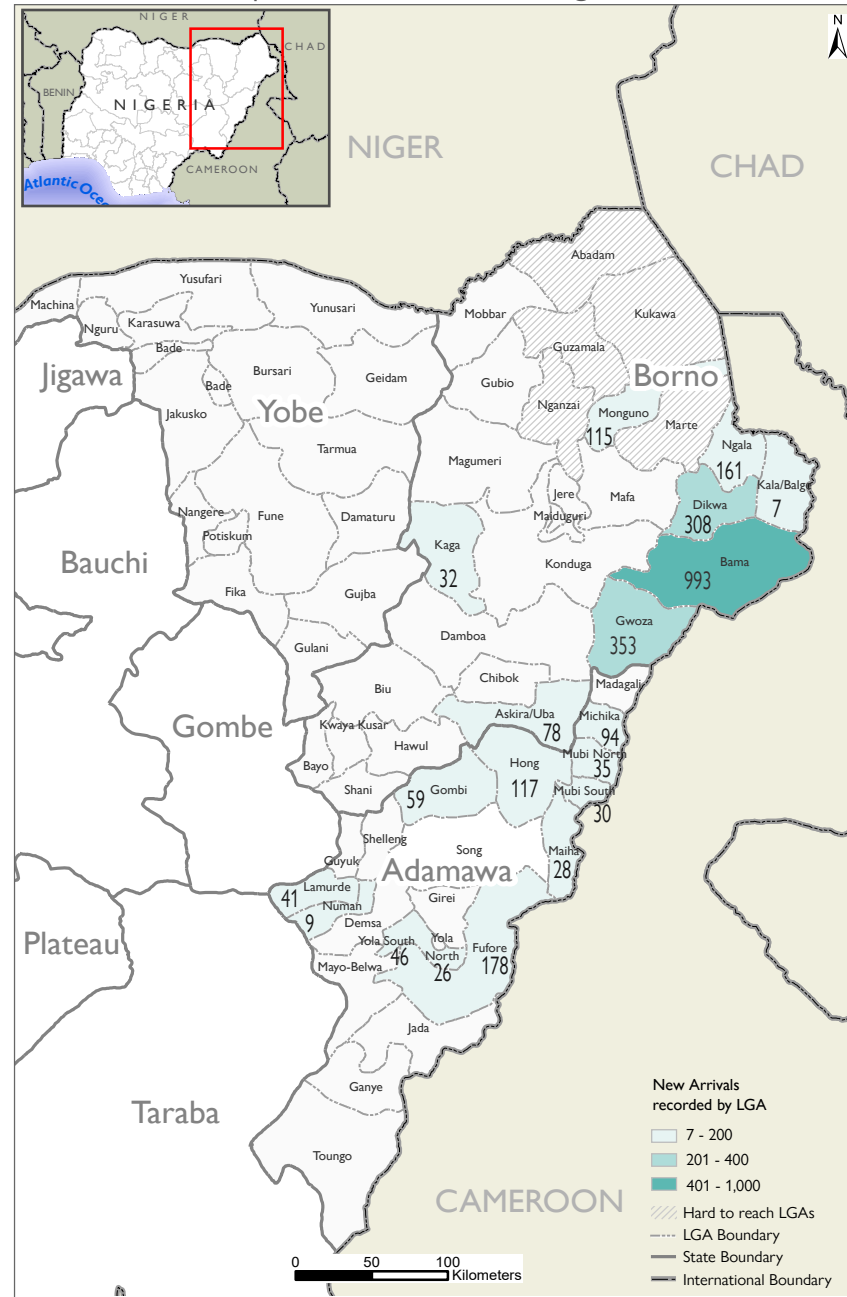 NIGER
CHAD
BENIN
NIGERIA
CAMEROON
Atlantic Oce
N
NIGER
CHAD
Abadam
Yusufari
Machina
Yunusari
Mobbar
Kukawa
Nguru
Karasuwa
Guzamala
Bade
Jigawa
Bursari
Geidam
Gubio
Borno
Bade
Yobe
Nganzai
Monguno
115
Marte
Jakusko
Tarmua
Ngala
161
Magumeri
Jere
Mafa
Kala/Balge
7
Dikwa
308
Nangere
Fune
Damaturu
Maiduguri
Potiskum
Kaga
32
Bauchi
Konduga
Bama
993
Fika
Gujba
Damboa
Gwoza
353
Gulani
Chibok
Madagali
Biu
Gombe
Askira/Uba
78
Michika
94
Kwaya Kusar
Hawul
Mubi North
35
Bayo
Hong
117
Shani
Gombi
59
Mubi South
30
Shelleng
Song
Maiha
28
Guyuk
Adamawa
Lamurde
41
Numan
9
Girei
Demsa
Plateau
Yola South
46
Yola
North
26
Fufore
178
Mayo-Belwa
Jada
Ganye
Taraba
Toungo
CAMEROON
New Arrivals
recorded by LGA
7 - 200
201 - 400
401 - 1,000
Hard to reach LGAs
LGA Boundary
State Boundary
International Boundary
0 50 100
Kilometers